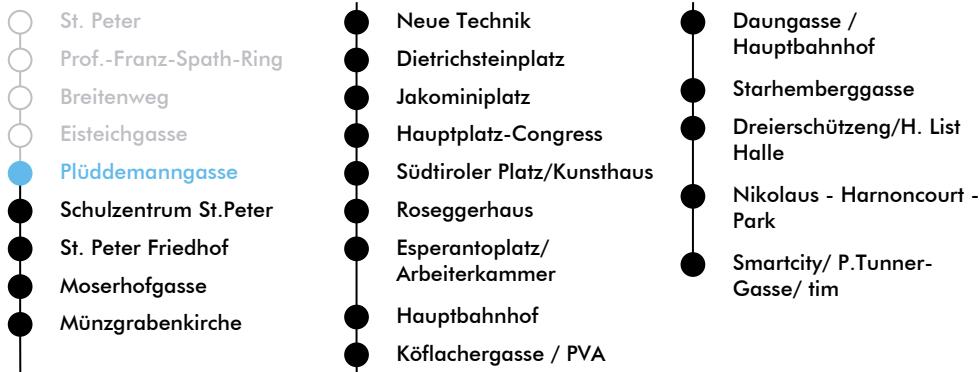 St. Peter
Prof.-Franz-Spath-Ring
Breitenweg
Eisteichgasse
Plüddemanngasse
Schulzentrum St.Peter
St. Peter Friedhof
Moserhofgasse
Münzgrabenkirche
Neue Technik
Dietrichsteinplatz
Jakominiplatz
Hauptplatz-Congress
Südtiroler Platz/Kunsthaus
Roseggerhaus
Esperantoplatz/
Arbeiterkammer
Hauptbahnhof
Köflachergasse / PVA
Daungasse /
Hauptbahnhof
Starhemberggasse
Dreierschützeng/H. List
Halle
Nikolaus - Harnoncourt -
Park
Smartcity/ P.Tunner-
Gasse/ tim